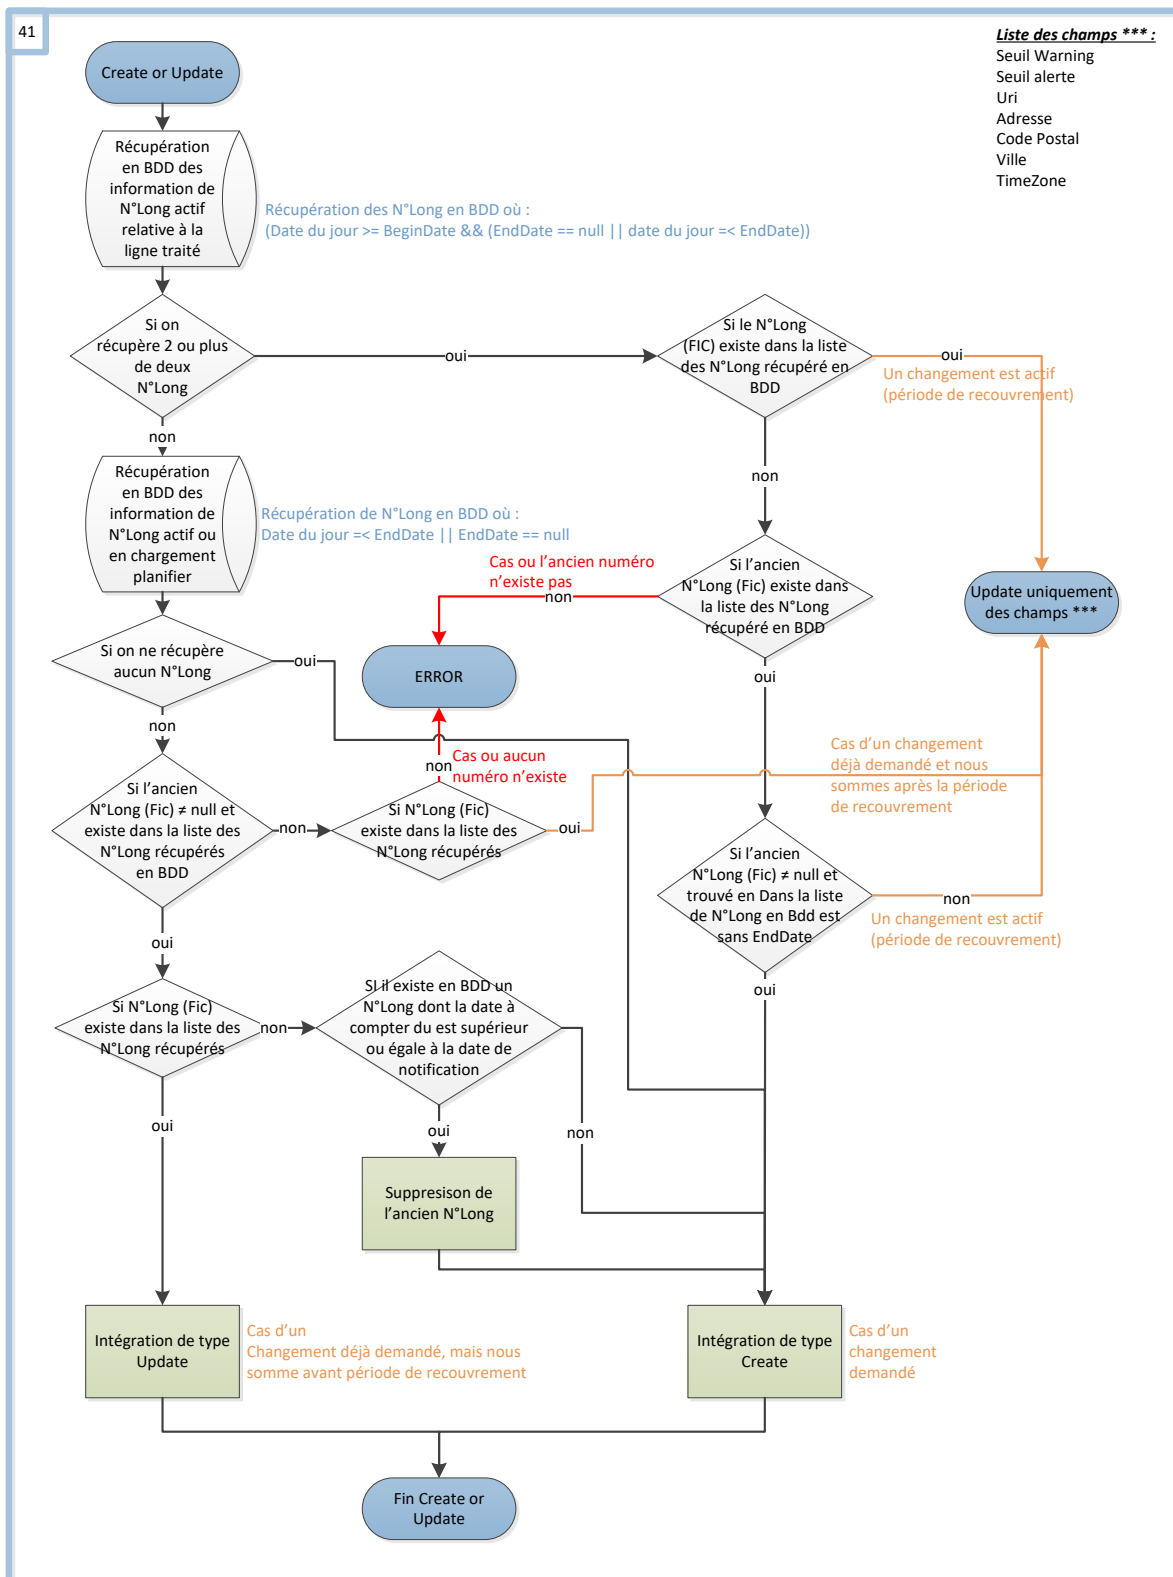 41
Liste des champs *** :
Seuil Warning
Seuil alerte
Uri
Adresse
Code Postal
Ville
TimeZone
Create or Update
Récupération
en BDD des
information de
N°Long actif
relative à la
ligne traité
Récupération des N°Long en BDD où :
(Date du jour >= BeginDate && (EndDate == null || date du jour =< EndDate))
Si on
récupère 2 ou plus
de deux
N°Long
oui
Si le N°Long
(FIC) existe dans la liste
des N°Long récupéré en
BDD
oui
Un changement est actif
(période de recouvrement)
non
non
Récupération
en BDD des
information de
N°Long actif ou
en chargement
planifier
Récupération de N°Long en BDD où :
Date du jour =< EndDate || EndDate == null
Cas ou l'ancien numéro
n'existe pas
non
Si l'ancien
N°Long (Fic) existe dans
la liste des N°Long
récupéré en BDD
Update uniquement
des champs ***
Si on ne récupère
aucun N°Long
oui
ERROR
oui
non
Cas ou aucun
numéro n'existe
non
Cas d'un changement
déjà demandé et nous
sommes après la période
de recouvrement
Si l'ancien
N°Long (Fic) ≠ null et
existe dans la liste des
N°Long récupérés
en BDD
non
Si N°Long (Fic)
existe dans la liste des
N°Long récupérés
oui
Si l'ancien
N°Long (Fic) ≠ null et
trouvé en Dans la liste
de N°Long en Bdd est
sans EndDate
non
Un changement est actif
(période de recouvrement)
oui
oui
Si N°Long (Fic)
existe dans la liste des
N°Long récupérés
non
SI il existe en BDD un
N°Long dont la date à
compter du est supérieur
ou égale à la date de
notification
oui
oui
non
Suppresison de
l'ancien N°Long
Intégration de type
Update
Cas d'un
Changement déjà demandé, mais nous
somme avant période de recouvrement
Intégration de type
Create
Cas d'un
changement
demandé
Fin Create or
Update